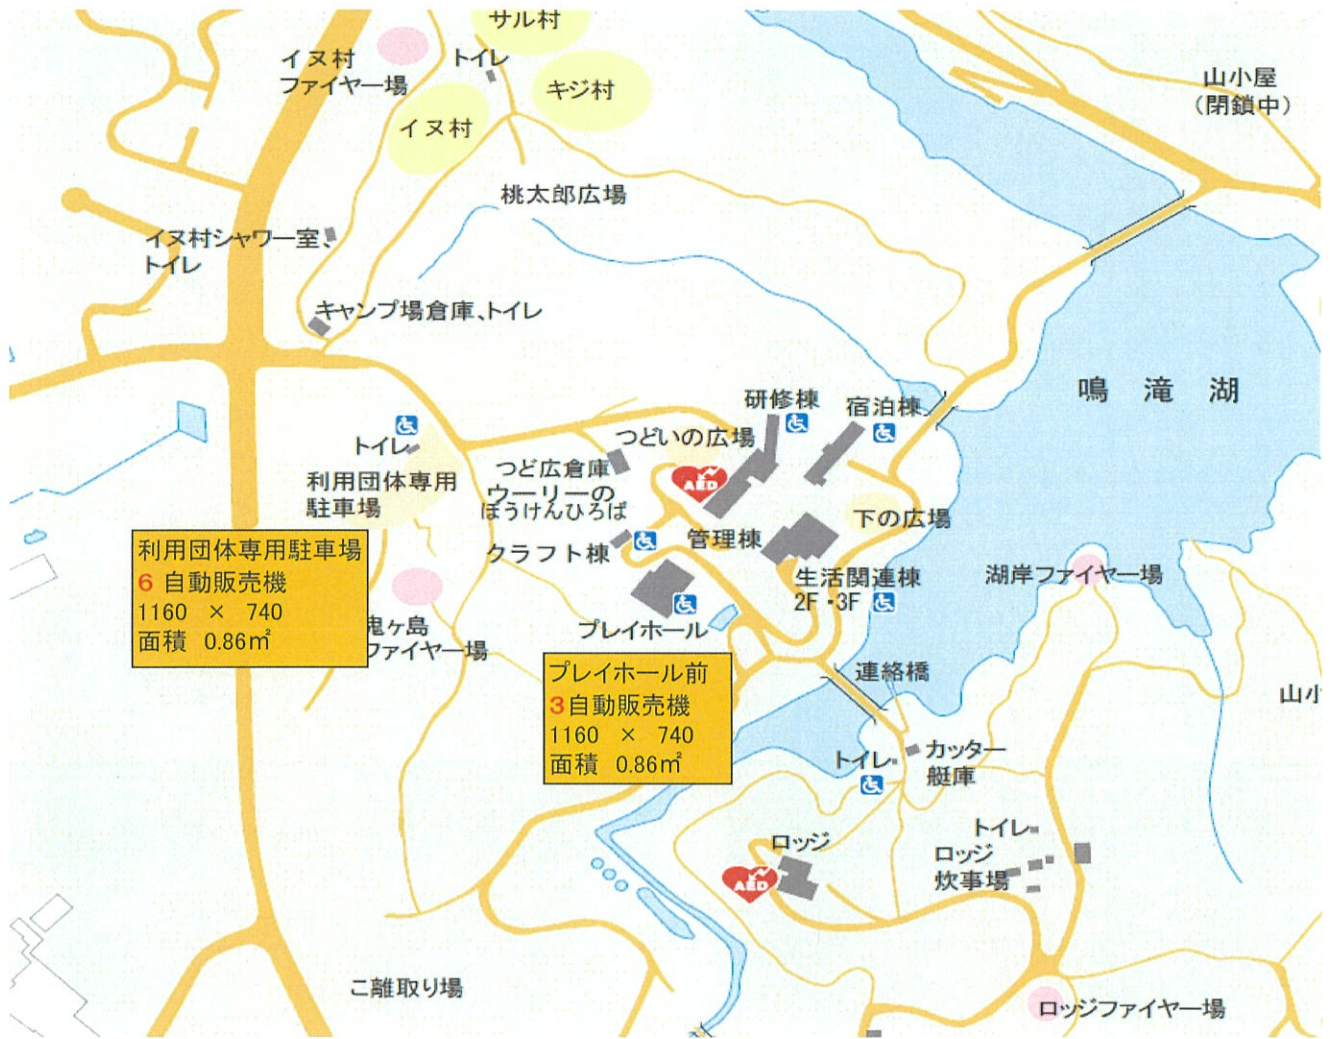 サル村
イヌ村
ファイヤー場
トイレ
キジ村
イヌ村
山小屋
（閉鎖中）
桃太郎広場
イヌ村シャワー室、
トイレ
キャンプ場倉庫、トイレ
鳴滝湖
研修棟
宿泊棟
つどいの広場
トイレ
つど広倉庫
AED
利用団体専用
駐車場
ウーリーの
ぼうけんひろば
下の広場
管理棟
クラフト棟
利用団体専用駐車場
6 自動販売機
1160 × 740
面積 0.86㎡
生活関連棟
2F・3F
湖岸ファイヤー場
鬼ヶ島
ファイヤー場
プレイホール
プレイホール前
3自動販売機
1160 × 740
面積 0.86㎡
連絡橋
山小
トイレ
カッター
艇庫
トイレ
ロッジ
ロッジ
炊事場
AED
こ離取り場
ロッジファイヤー場